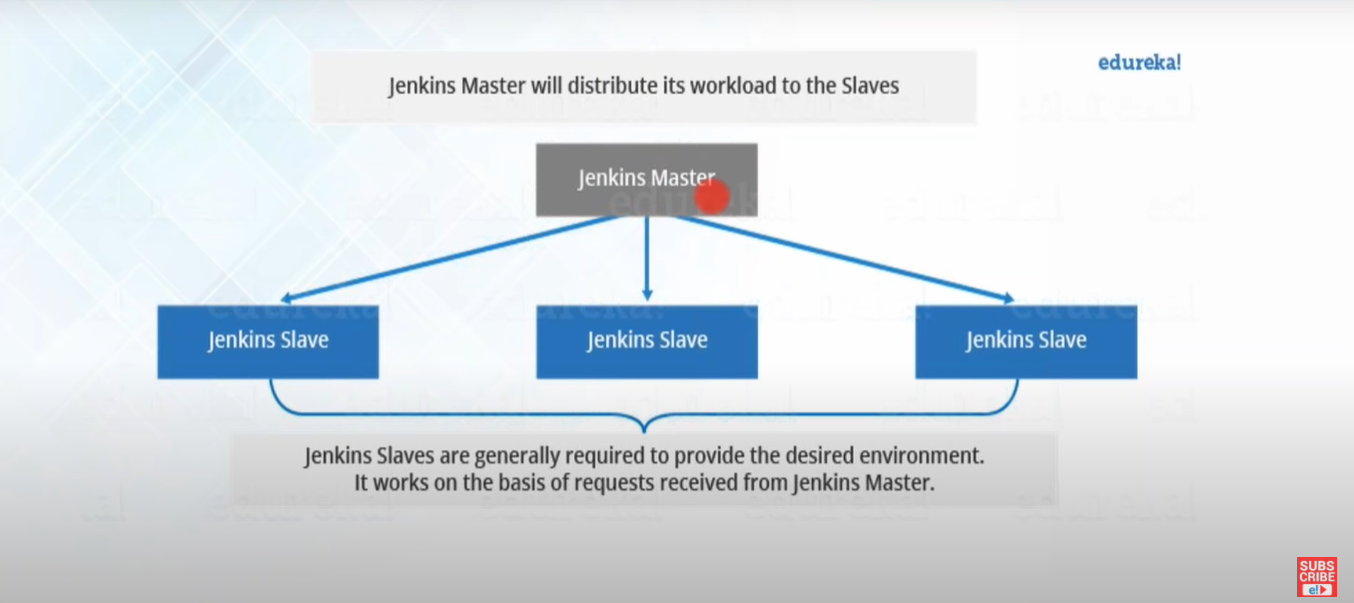 edureka!
Jenkins Master will distribute its workload to the Slaves
Jenkins Master
Jenkins Slave
Jenkins Slave
Jenkins Slave
Jenkins Slaves are generally required to provide the desired environment.
It works on the basis of requests received from Jenkins Master.
SUBS
CRIBE
e!